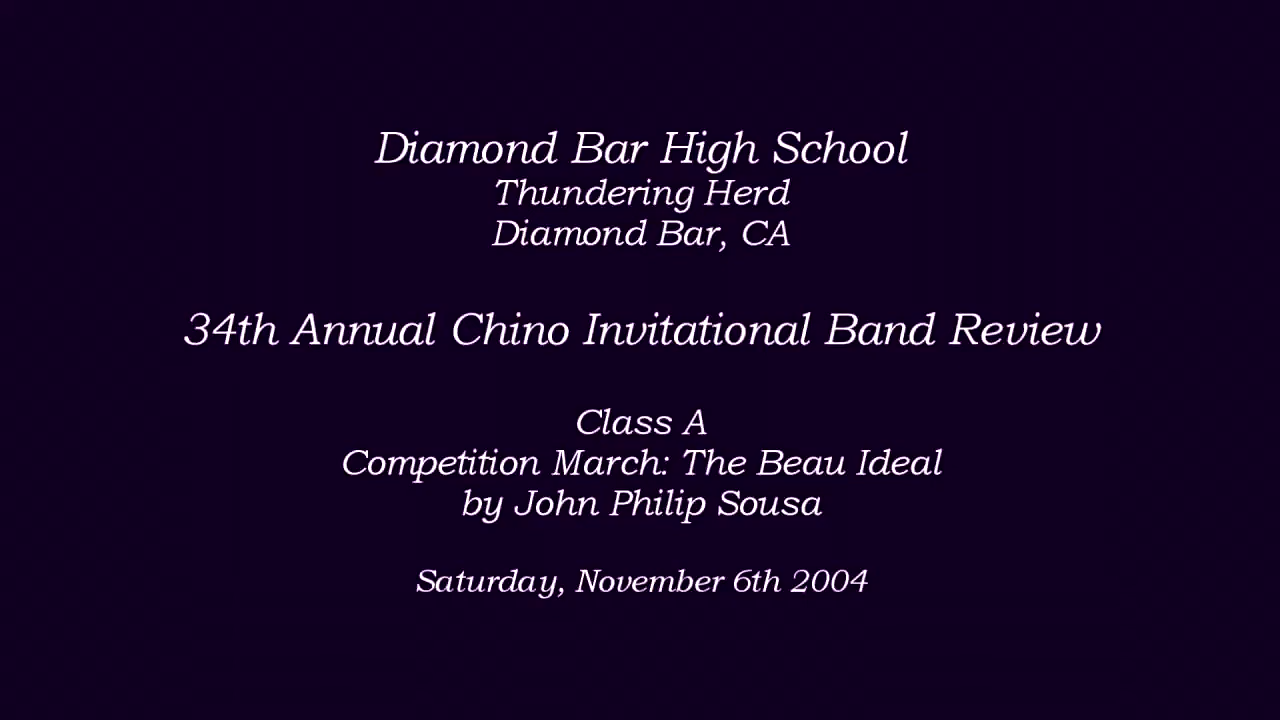 Diamond Bar High School
Thundering Herd
Diamond Bar, CA
34th Annual Chino Invitational Band Review
Class A
Competition March: The Beau Ideal
by John Philip Sousa
Saturday, November 6th 2004